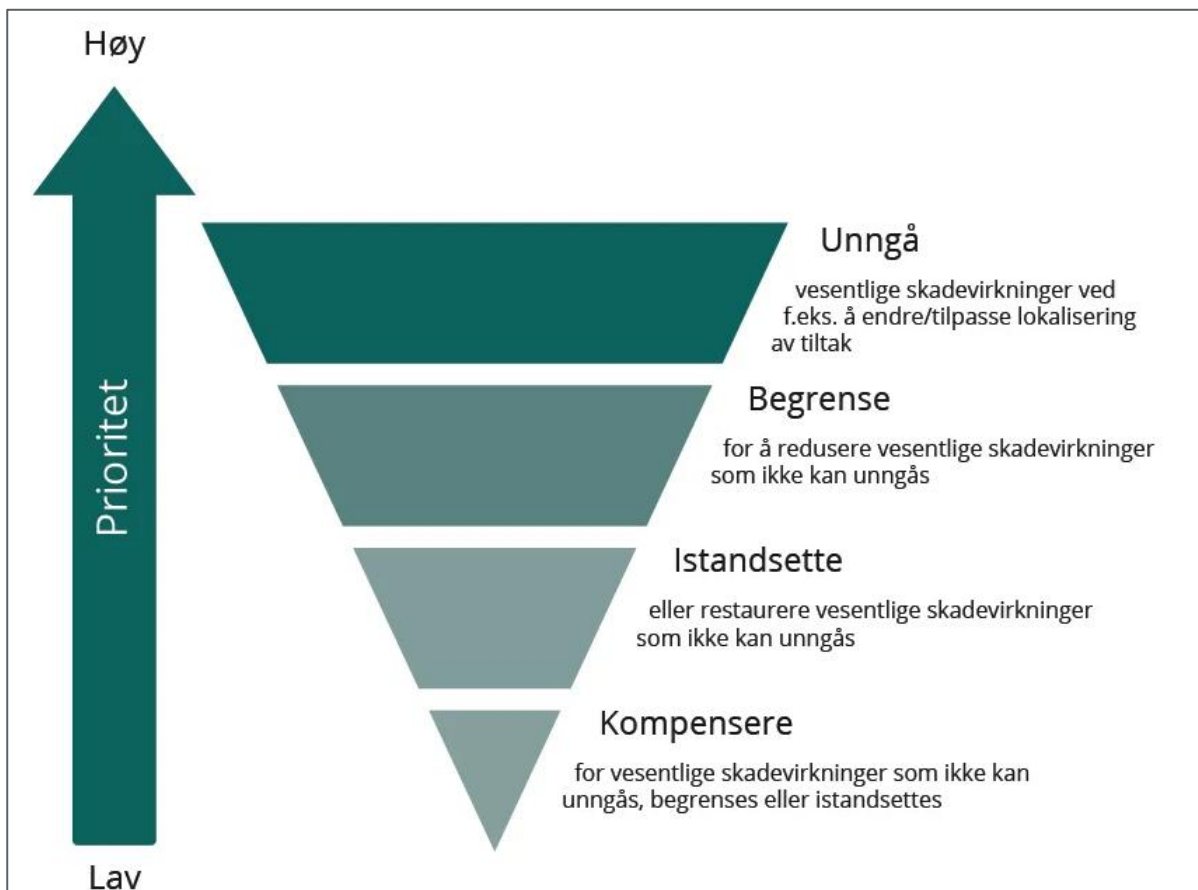 Høy
Prioritet
Unngå
vesentlige skadevirkninger ved
f.eks. å endre/tilpasse lokalisering
av tiltak
Begrense
for å redusere vesentlige skadevirkninger
som ikke kan unngås
Istandsette
eller restaurere vesentlige skadevirkninger
som ikke kan unngås
Kompensere
for vesentlige skadevirkninger som ikke kan
unngås, begrenses eller istandsettes
Lav